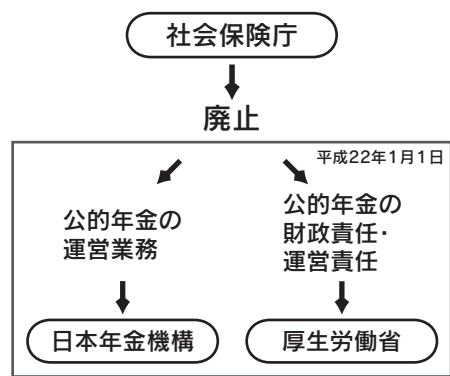 社会保険庁
廃止
平成22年1月1日
公的年金の
運営業務
公的年金の
財政責任・
運営責任
日本年金機構
厚生労働省